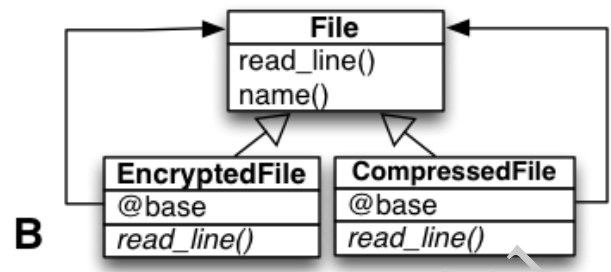 File
read_line()
name()
EncryptedFile
@base
read_line()
CompressedFile
@base
read_line()
B